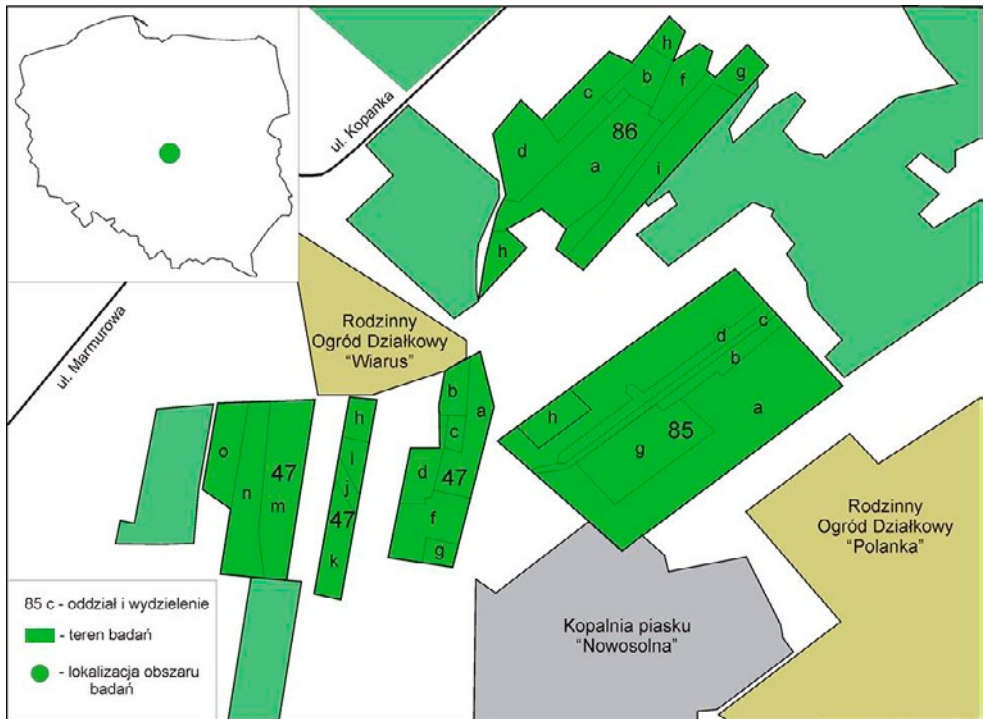 ul. Kopanka
h
b
f
g
c
86
d
a
i
h
ul. Marmurowa
Rodzinny
Ogród Działkowy
"Wiarus"
c
d
b
h
a
85
g
b
a
c
d
47
f
g
h
i
j
47
k
o
47
n
m
Rodzinny
Ogród Działkowy
"Polanka"
Kopalnia piasku
"Nowosolna"
85 c - oddział i wydzielenie
- teren badań
- lokalizacja obszaru
badań